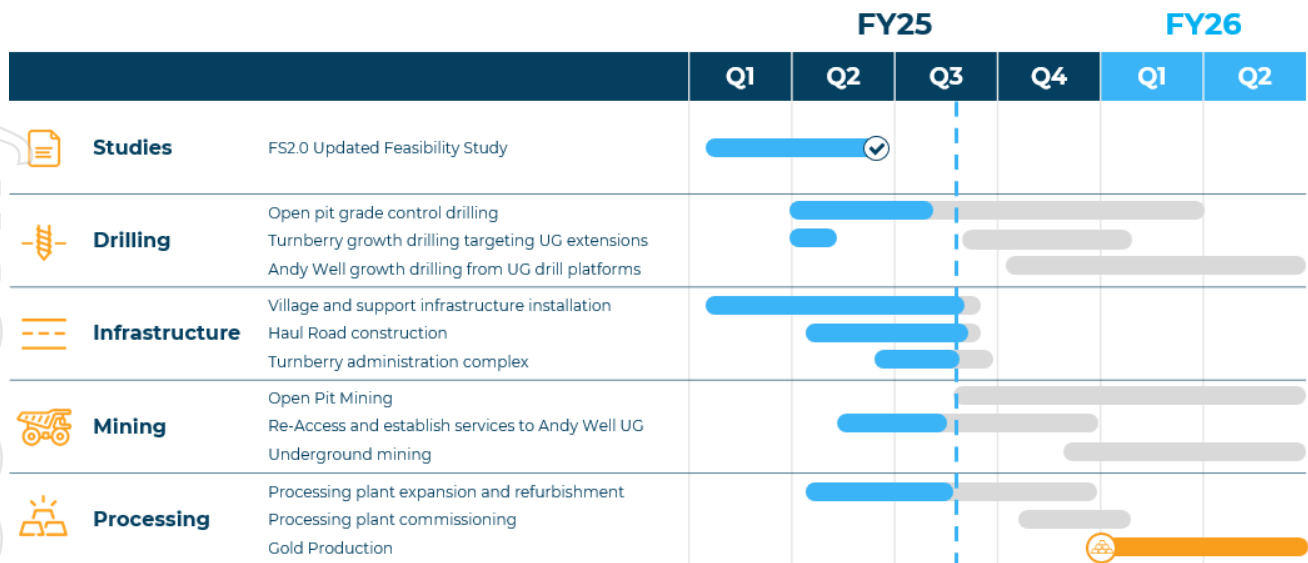 FY25 FY26
Q1 Q2 Q3 Q4 Q1 Q2
Studies FS2.0 Updated Feasibility Study
Open pit grade control drilling
Drilling Turnberry growth drilling targeting UG extensions
Andy Well growth drilling from UG drill platforms
Village and support infrastructure installation
Infrastructure Haul Road construction
Turnberry administration complex
Open Pit Mining
Mining Re-Access and establish services to Andy Well UG
Underground mining
Processing plant expansion and refurbishment
Processing Processing plant commissioning
Gold Production